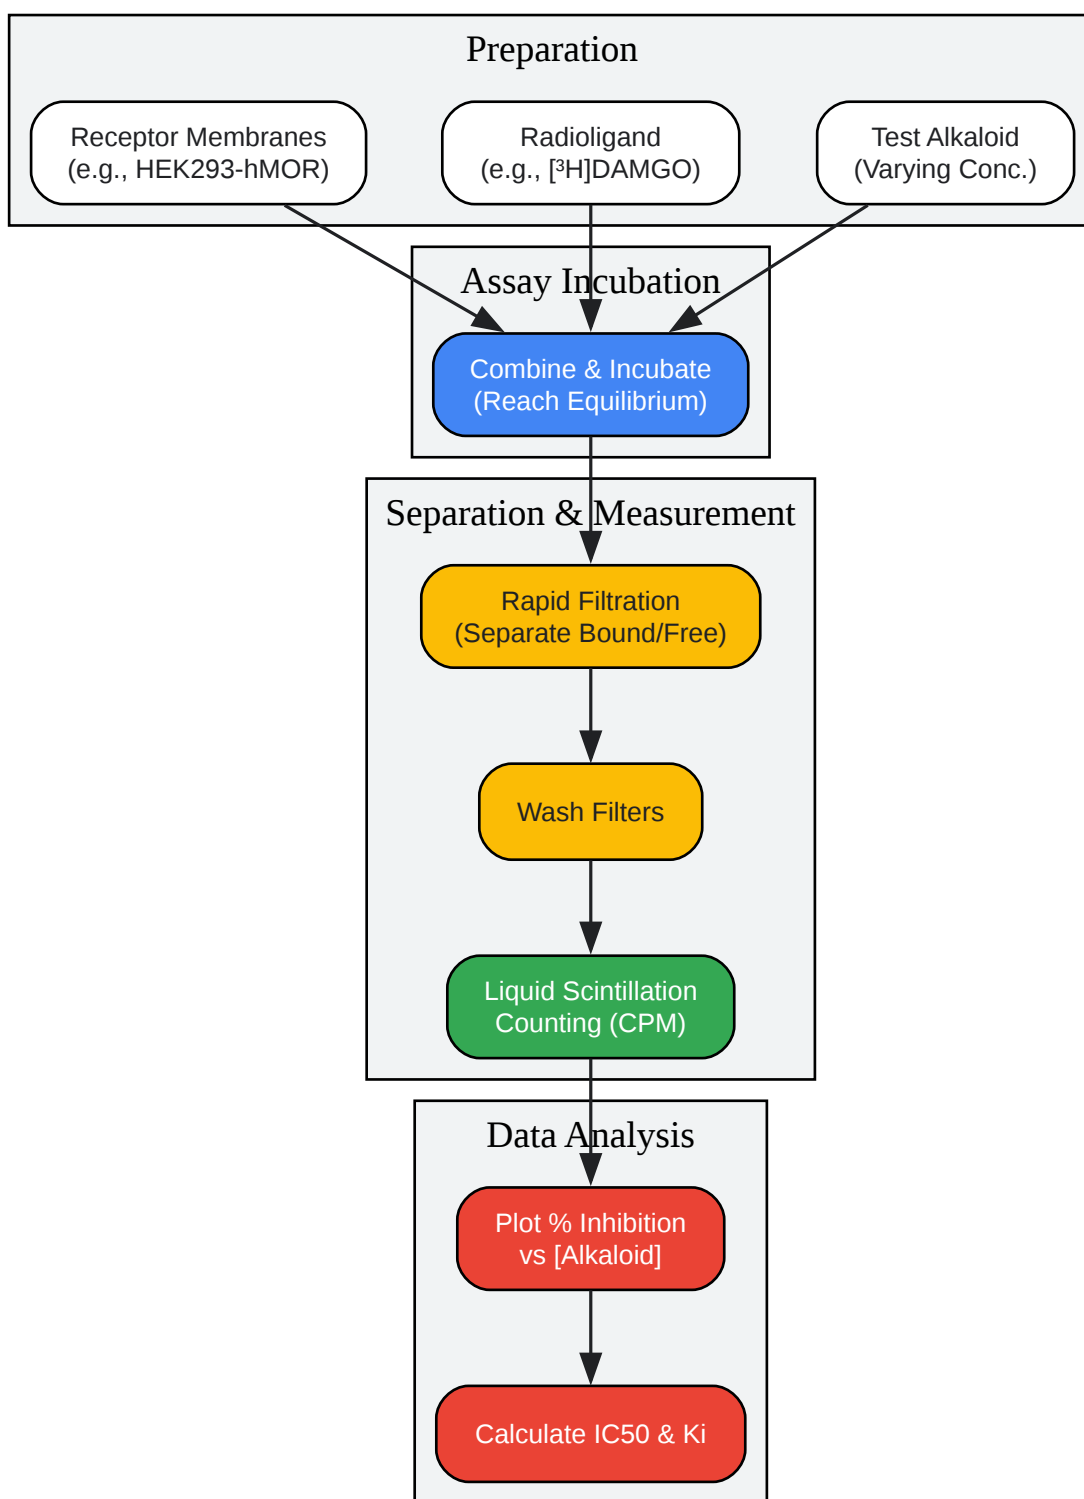 Preparation
Receptor Membranes
(e.g., HEK293-hMOR)
Radioligand
(e.g., [³H]DAMGO)
Test Alkaloid
(Varying Conc.)
Assay Incubation
Combine & Incubate
(Reach Equilibrium)
Separation & Measurement
Rapid Filtration
(Separate Bound/Free)
Wash Filters
Liquid Scintillation
Counting (CPM)
Data Analysis
Plot % Inhibition
vs [Alkaloid]
Calculate IC50 & Ki